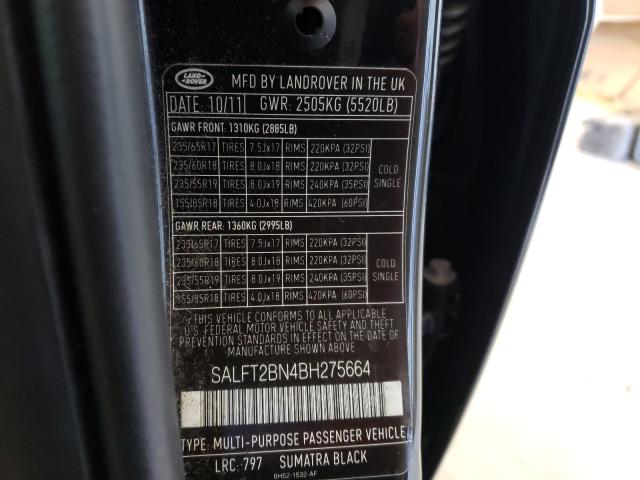 LAND ROVER
MFD BY LANDROVER IN THE UK
DATE: 10/11 GWR: 2505KG (5520LB)
GAWR FRONT: 1310KG (2885LB)
235/65R17 TIRES 7.5Jx17 RIMS 220KPA (32PSI)
235/60R18 TIRES 8.0Jx18 RIMS 220KPA (32PSI)
235/55R19 TIRES 8.0Jx19 RIMS 240KPA (35PSI)
155/85R18 TIRES 4.0Jx18 RIMS 420KPA (60PSI)
COLD
SINGLE
GAWR REAR: 1360KG (2995LB)
235/65R17 TIRES 7.5Jx17 RIMS 220KPA (32PSI)
235/60R18 TIRES 8.0Jx18 RIMS 220KPA (32PSI)
235/55R19 TIRES 8.0Jx19 RIMS 240KPA (35PSI)
155/85R18 TIRES 4.0Jx18 RIMS 420KPA (60PSI)
COLD
SINGLE
THIS VEHICLE CONFORMS TO ALL APPLICABLE
U.S. FEDERAL MOTOR VEHICLE SAFETY AND THEFT
PREVENTION STANDARDS IN EFFECT ON THE DATE OF
MANUFACTURE SHOWN ABOVE
SALFT2BN4BH275664
TYPE: MULTI-PURPOSE PASSENGER VEHICLE
LRC: 797 SUMATRA BLACK
BH52-1532-AF